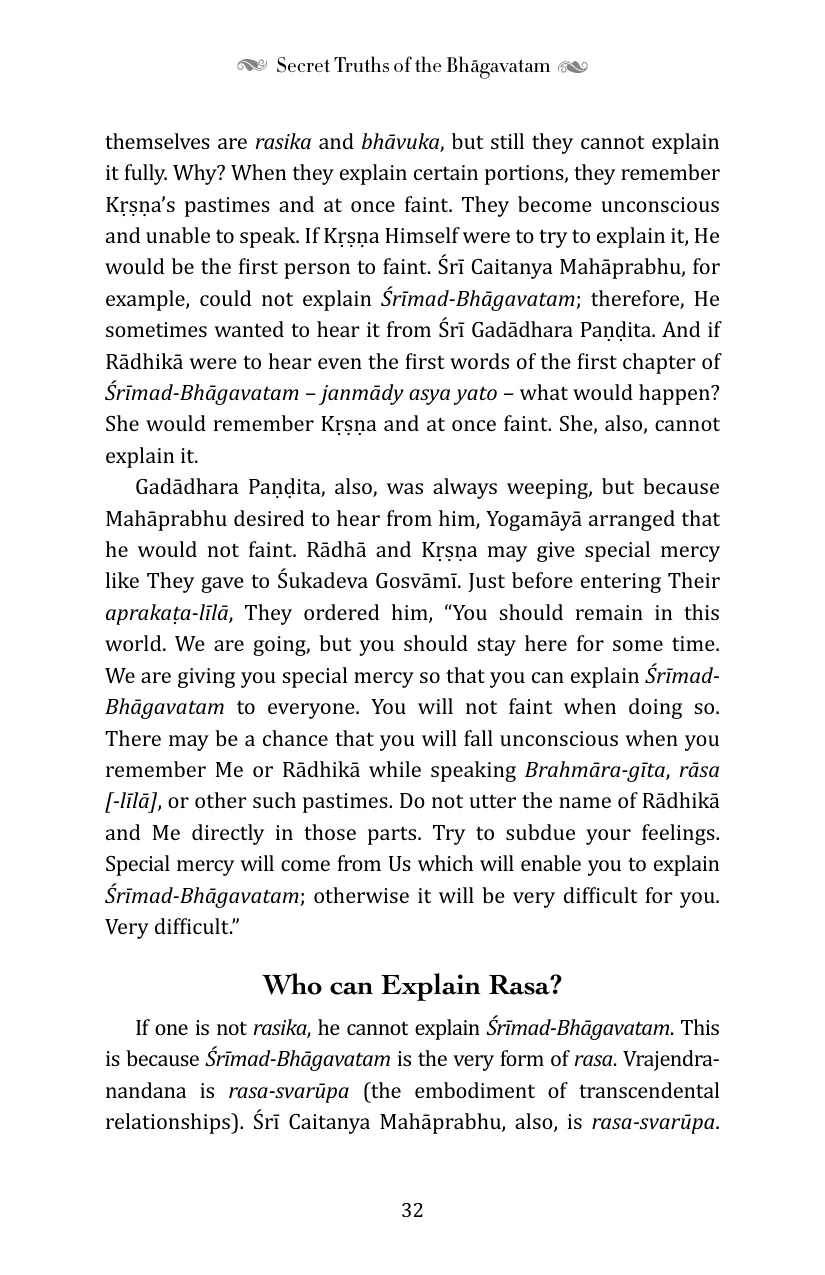 Secret Truths of the Bhāgavatam
themselves are rasika and bhāvuka, but still they cannot explain
it fully. Why? When they explain certain portions, they remember
Kṛṣṇa’s pastimes and at once faint. They become unconscious
and unable to speak. If Kṛṣṇa Himself were to try to explain it, He
would be the first person to faint. Śrī Caitanya Mahāprabhu, for
example, could not explain Śrīmad-Bhāgavatam; therefore, He
sometimes wanted to hear it from Śrī Gadādhara Paṇḍita. And if
Rādhikā were to hear even the first words of the first chapter of
Śrīmad-Bhāgavatam – janmādy asya yato – what would happen?
She would remember Kṛṣṇa and at once faint. She, also, cannot
explain it.
Gadādhara Paṇḍita, also, was always weeping, but because
Mahāprabhu desired to hear from him, Yogamāyā arranged that
he would not faint. Rādhā and Kṛṣṇa may give special mercy
like They gave to Śukadeva Gosvāmī. Just before entering Their
aprakaṭa-līlā, They ordered him, “You should remain in this
world. We are going, but you should stay here for some time.
We are giving you special mercy so that you can explain Śrīmad-
Bhāgavatam to everyone. You will not faint when doing so.
There may be a chance that you will fall unconscious when you
remember Me or Rādhikā while speaking Brahmāra-gīta, rāsa
[-līlā], or other such pastimes. Do not utter the name of Rādhikā
and Me directly in those parts. Try to subdue your feelings.
Special mercy will come from Us which will enable you to explain
Śrīmad-Bhāgavatam; otherwise it will be very difficult for you.
Very difficult.”
Who can Explain Rasa?
If one is not rasika, he cannot explain Śrīmad-Bhāgavatam. This
is because Śrīmad-Bhāgavatam is the very form of rasa. Vrajendra-
nandana is rasa-svarūpa (the embodiment of transcendental
relationships). Śrī Caitanya Mahāprabhu, also, is rasa-svarūpa.
32